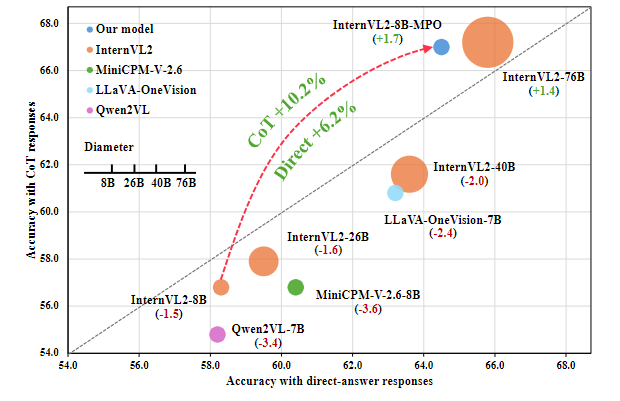 Accuracy with CoT responses
68.0
66.0
64.0
62.0
60.0
58.0
56.0
54.0
Our model
InternVL2
MiniCPM-V-2.6
LLaVA-OneVision
Qwen2VL
Diameter
8B 26B 40B 76B
CoT +10.2%
Direct +6.2%
InternVL2-8B-MPO
(+1.7)
InternVL2-76B
(+1.4)
InternVL2-40B
(-2.0)
LLaVA-OneVision-7B
(-2.4)
InternVL2-26B
(-1.6)
MiniCPM-V-2.6-8B
(-3.6)
InternVL2-8B
(-1.5)
Qwen2VL-7B
(-3.4)
54.0 56.0 58.0 60.0 62.0 64.0 66.0 68.0
Accuracy with direct-answer responses